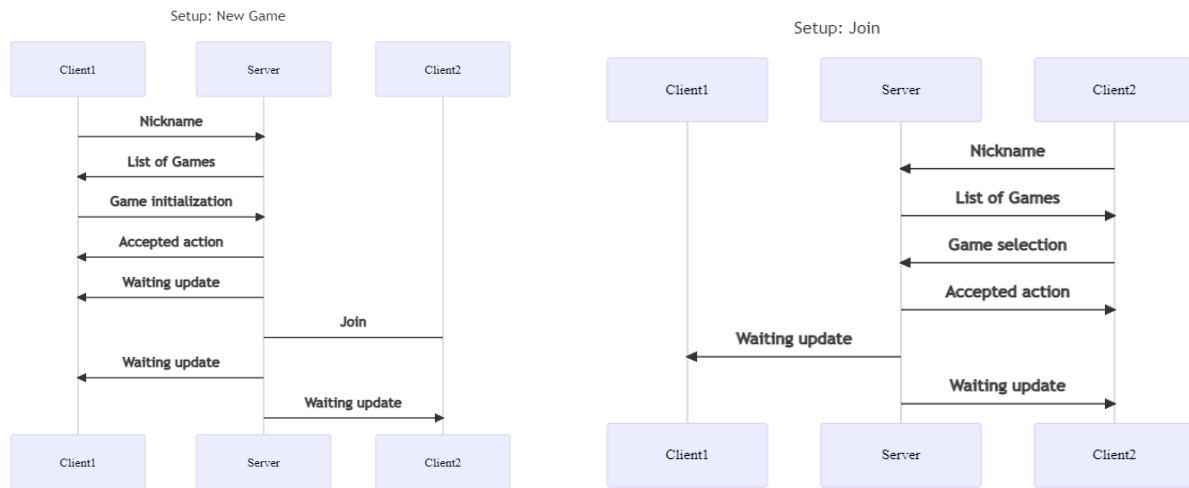 Setup: New Game
Client1
Server
Client2
Nickname
List of Games
Game initialization
Accepted action
Waiting update
Join
Waiting update
Waiting update
Client1
Server
Client2
Setup: Join
Client1
Server
Client2
Nickname
List of Games
Game selection
Accepted action
Waiting update
Waiting update
Client1
Server
Client2